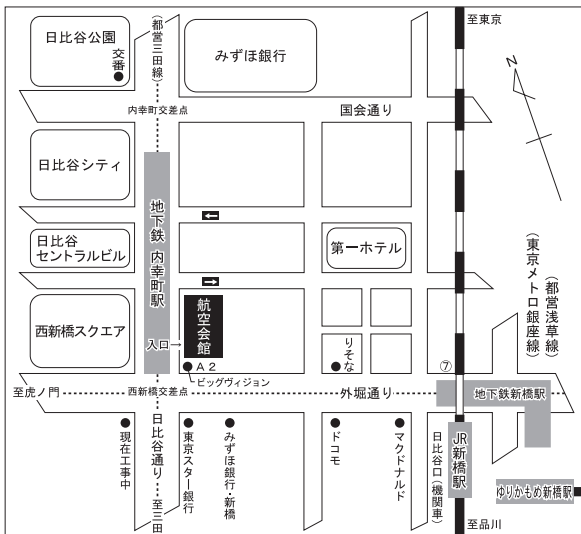 日比谷公園
交番
(都営三田線)
みずほ銀行
至東京
N
内幸町交差点
国会通り
日比谷シティ
地下鉄 内幸町駅
日比谷
セントラルビル
第一ホテル
(都営浅草線)
(東京メトロ銀座線)
西新橋スクエア
入口→
航空会館
りそな
A2
ビッグヴィジョン
⑦
至虎ノ門
西新橋交差点
外堀通り
地下鉄新橋駅
現在工事中
日比谷通り
至三田
東京スター銀行
みずほ銀行・新橋
ドコモ
マクドナルド
日比谷口(機関車)
JR新橋駅
ゆりかもめ新橋駅
至品川